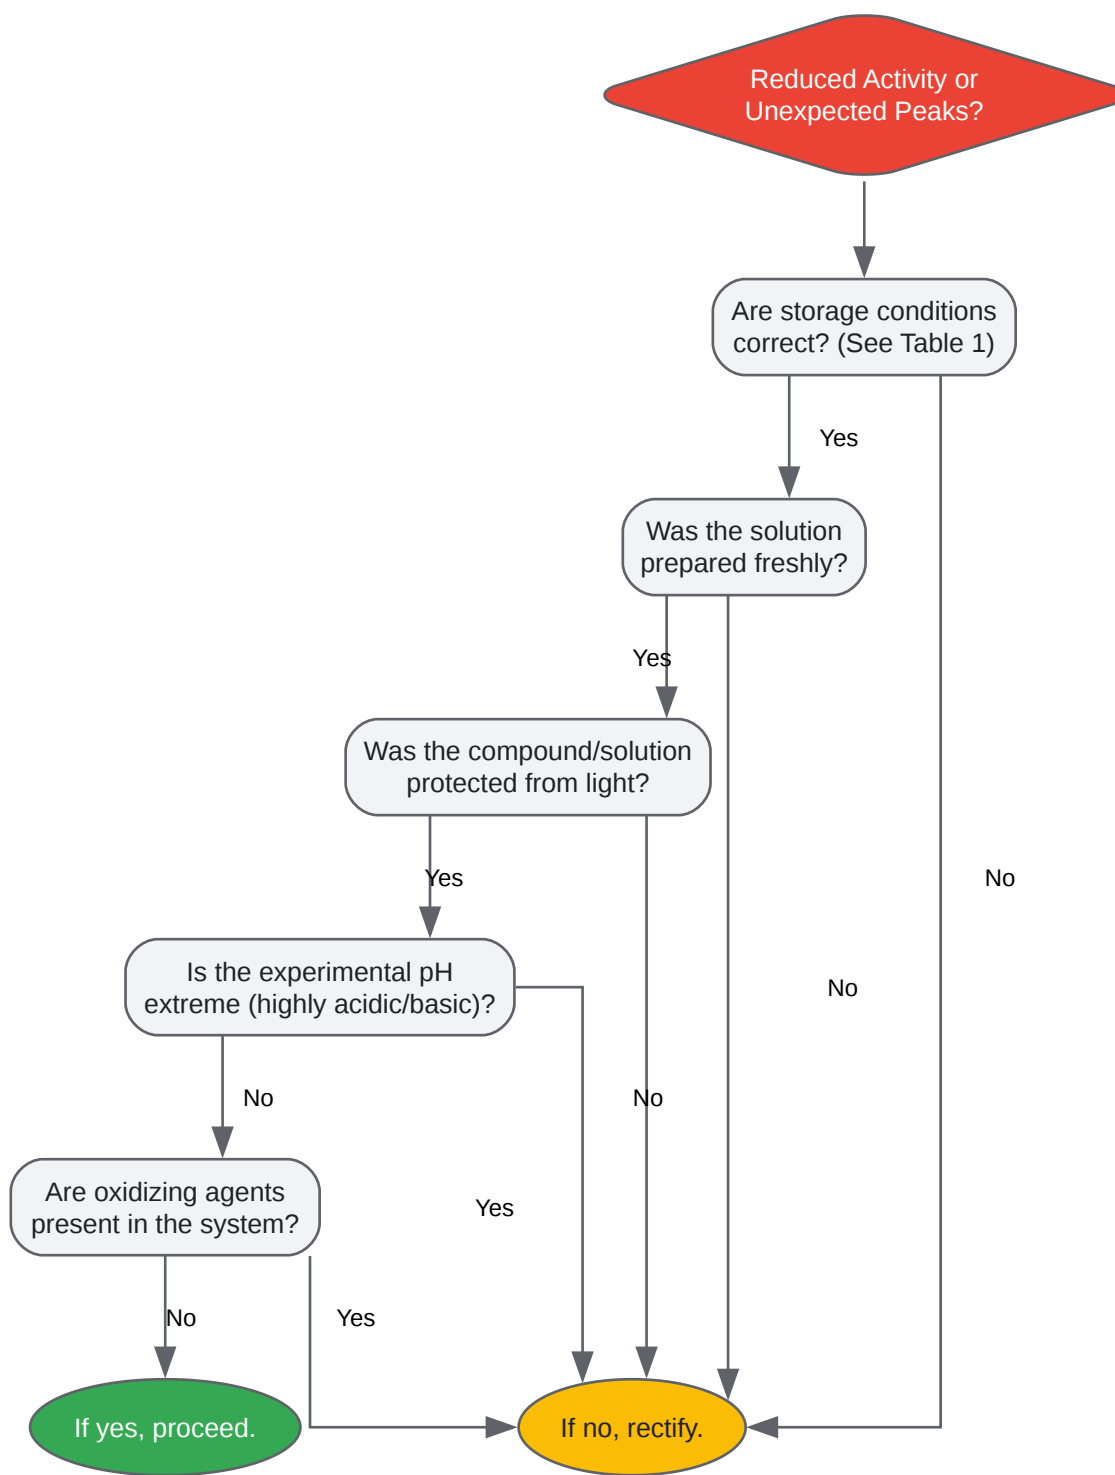 Reduced Activity or
Unexpected Peaks?
Are storage conditions
correct? (See Table 1)
Yes
Was the solution
prepared freshly?
Yes
Was the compound/solution
protected from light?
Yes
No
Is the experimental pH
extreme (highly acidic/basic)?
No
No
No
Are oxidizing agents
present in the system?
Yes
No
Yes
If yes, proceed.
If no, rectify.